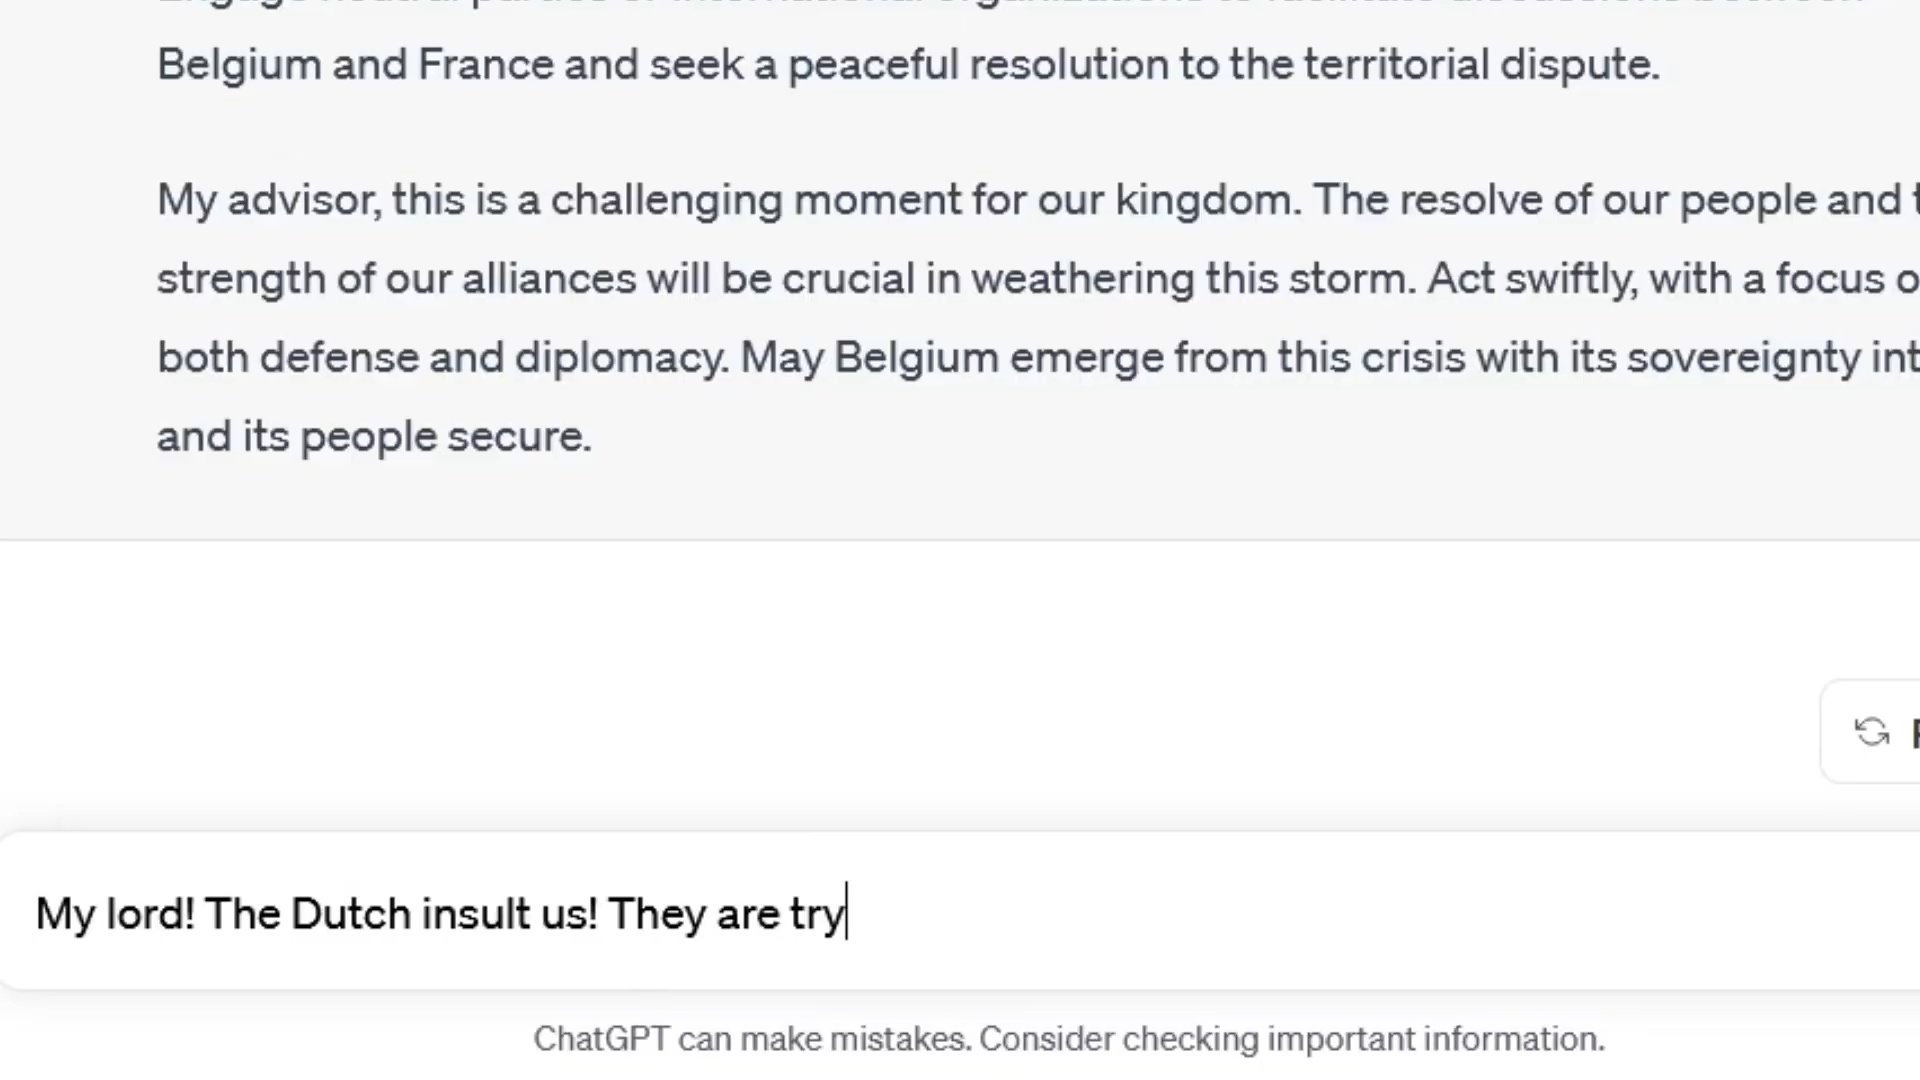 Belgium and France and seek a peaceful resolution to the territorial dispute.
My advisor, this is a challenging moment for our kingdom. The resolve of our people and
strength of our alliances will be crucial in weathering this storm. Act swiftly, with a focus
both defense and diplomacy. May Belgium emerge from this crisis with its sovereignty
and its people secure.
My lord! The Dutch insult us! They are try
ChatGPT can make mistakes. Consider checking important information.